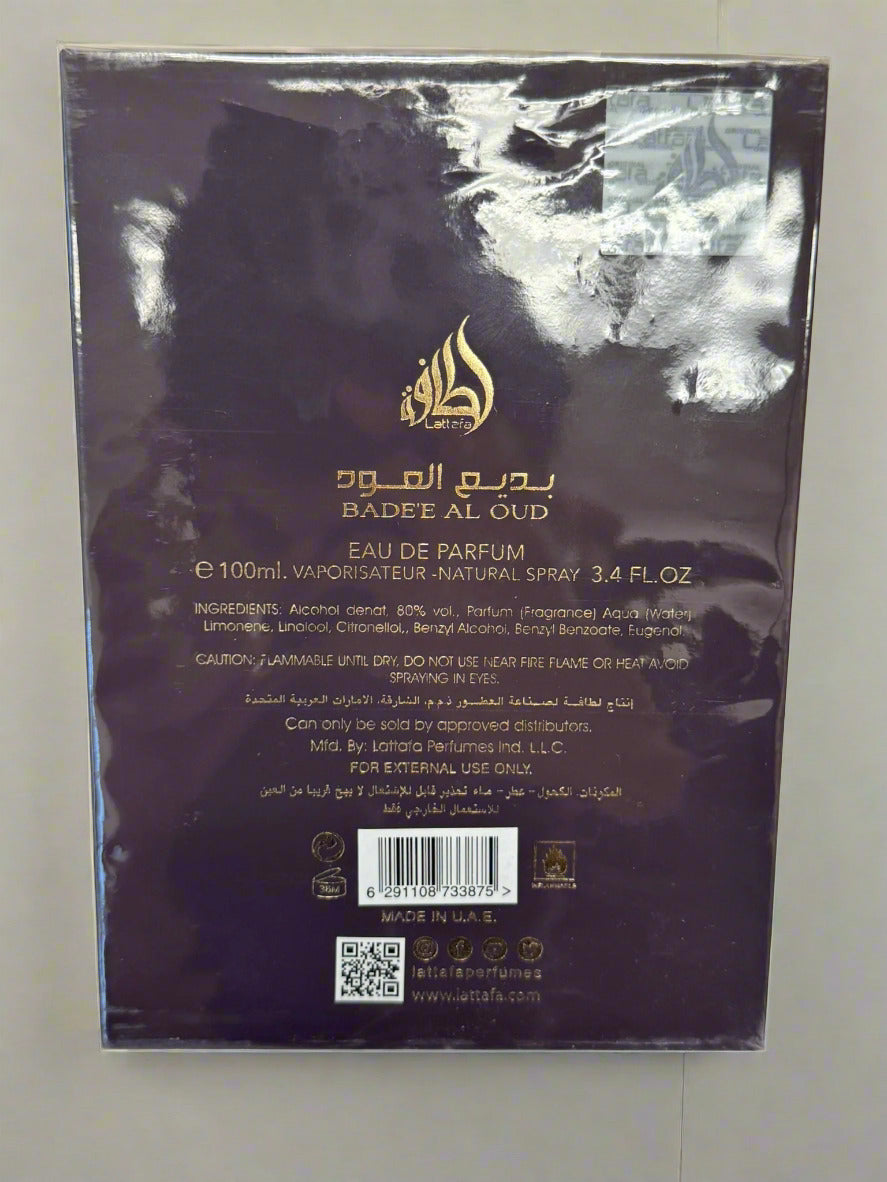 Lattafa
لطافة
Lattafa
بديع العود
BADE'E AL OUD
EAU DE PARFUM
℮100ml. VAPORISATEUR -NATURAL SPRAY 3.4 FL.OZ
INGREDIENTS: Alcohol denat, 80% vol., Parfum (Fragrance) Aqua (Water)
Limonene, Linalool, Citronellol,, Benzyl Alcohol, Benzyl Benzoate, Eugenol
CAUTION: FLAMMABLE UNTIL DRY, DO NOT USE NEAR FIRE FLAME OR HEAT AVOID
SPRAYING IN EYES.
إنتاج لطافة لصناعة العطور ذ.م.م، الشارقة، الامارات العربية المتحدة
Can only be sold by approved distributors.
Mfd. By: Lattafa Perfumes Ind. L.L.C.
FOR EXTERNAL USE ONLY.
المكونات: الكحول - عطر - ماء تحذير قابل للإشتعال لا يبخ قريبا من العين
للاستعمال الخارجي فقط
36M
6 291108 733875 >
MADE IN U.A.E.
lattafaperfumes
www.lattafa.com